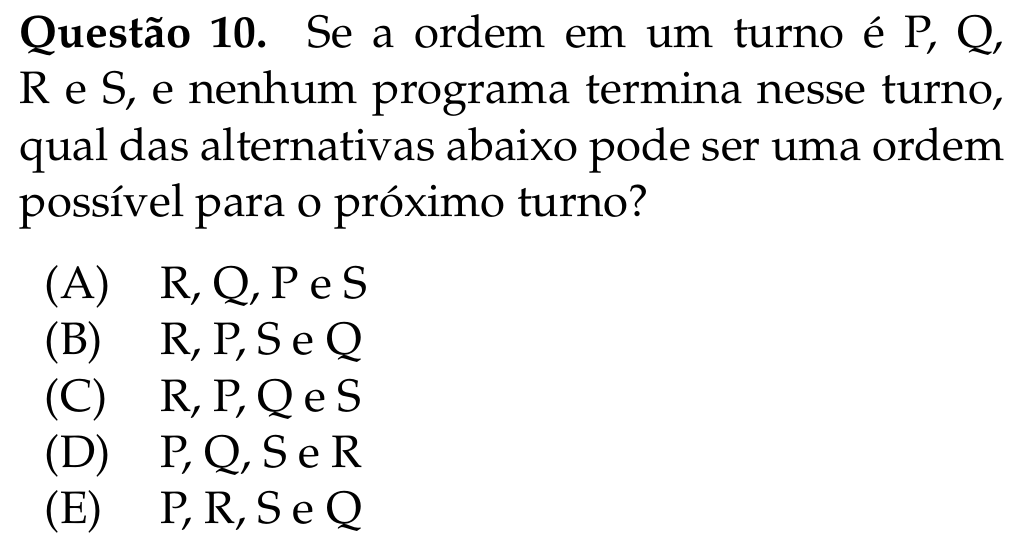 Questão 10. Se a ordem em um turno é P, Q,
R e S, e nenhum programa termina nesse turno,
qual das alternativas abaixo pode ser uma ordem
possível para o próximo turno?
(A) R, Q, P e S
(B) R, P, S e Q
(C) R, P, Q e S
(D) P, Q, S e R
(E) P, R, S e Q